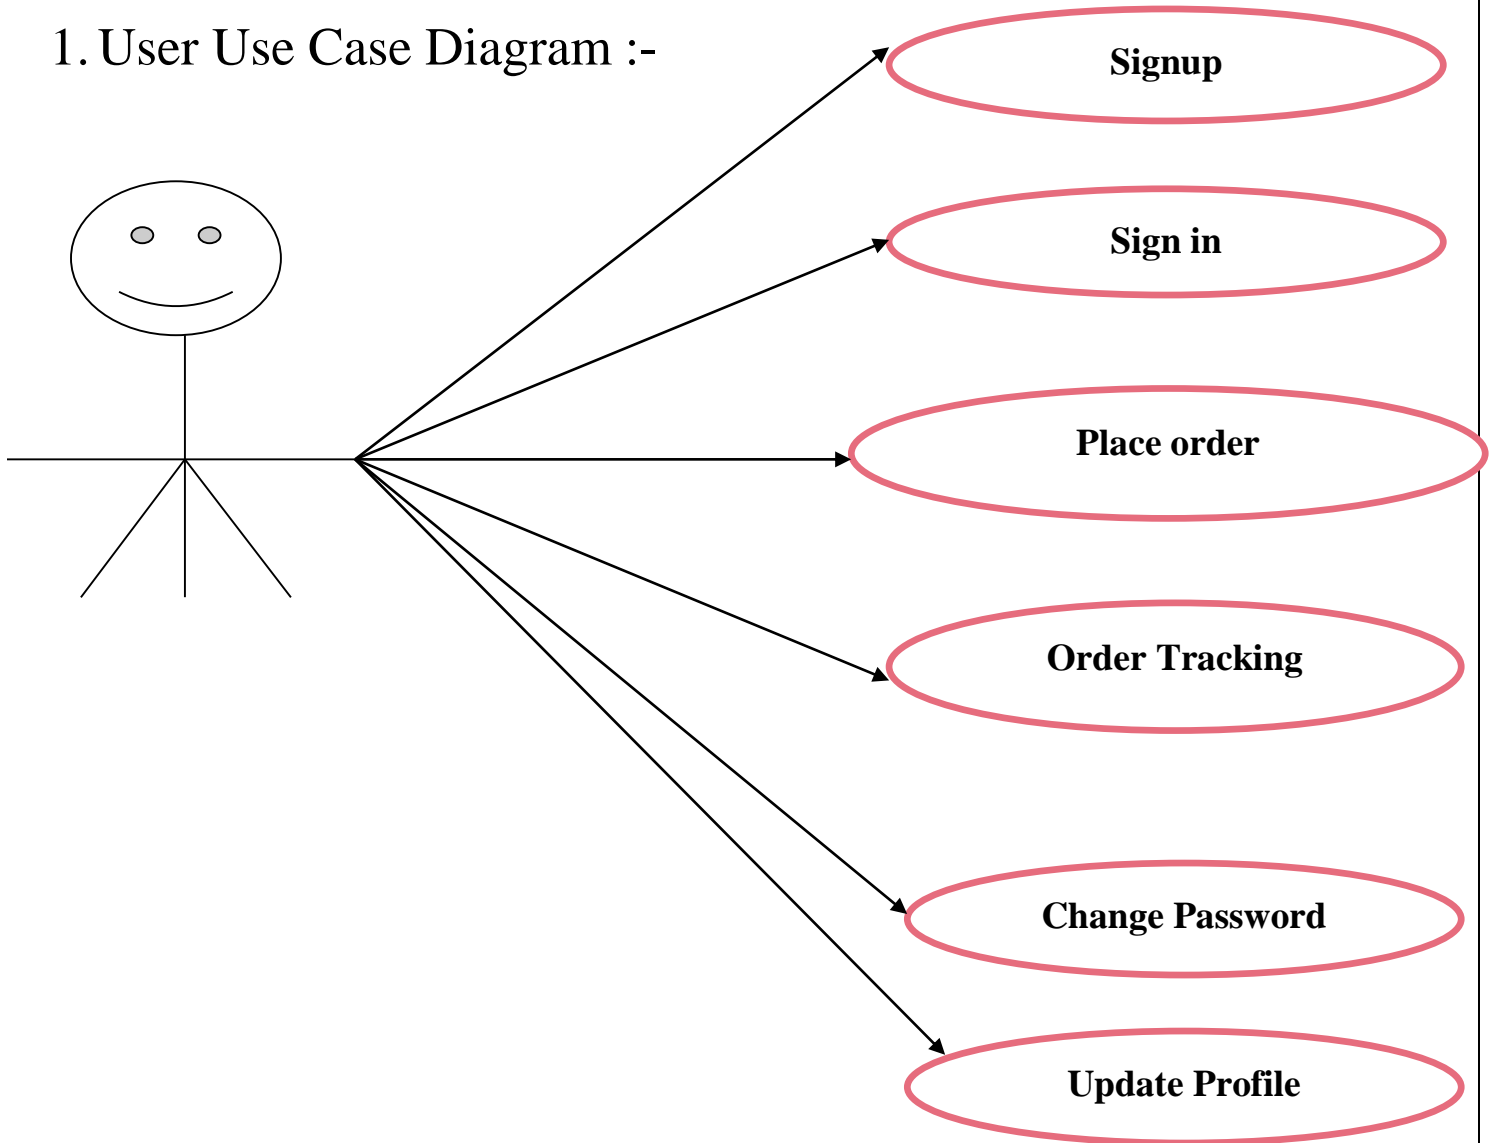 1. User Use Case Diagram :-
Signup
Sign in
Place order
Order Tracking
Change Password
Update Profile